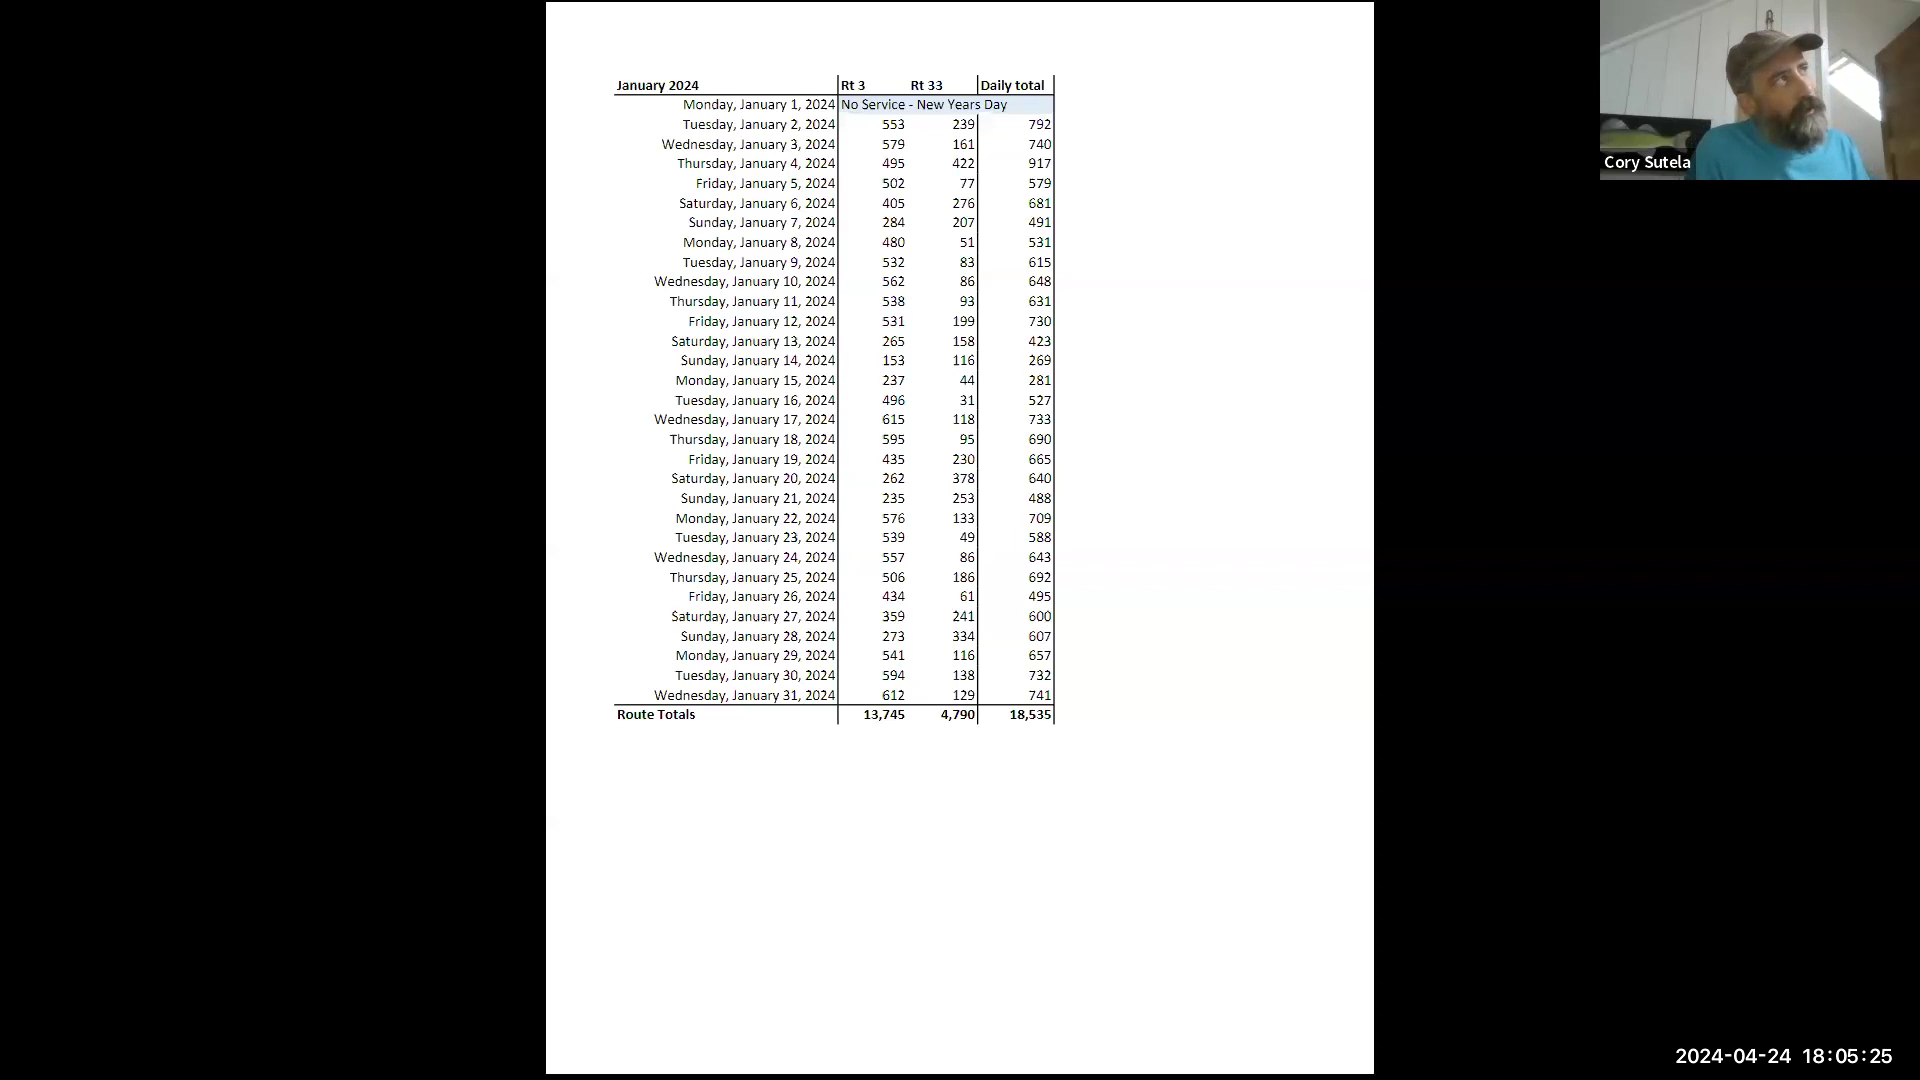 January 2024 Rt 3 Rt 33 Daily total
Monday, January 1, 2024 No Service - New Years Day
Tuesday, January 2, 2024 553 239 792
Wednesday, January 3, 2024 579 161 740
Thursday, January 4, 2024 495 422 917
Friday, January 5, 2024 502 77 579
Saturday, January 6, 2024 405 276 681
Sunday, January 7, 2024 284 207 491
Monday, January 8, 2024 480 51 531
Tuesday, January 9, 2024 532 83 615
Wednesday, January 10, 2024 562 86 648
Thursday, January 11, 2024 538 93 631
Friday, January 12, 2024 531 199 730
Saturday, January 13, 2024 265 158 423
Sunday, January 14, 2024 153 116 269
Monday, January 15, 2024 237 44 281
Tuesday, January 16, 2024 496 31 527
Wednesday, January 17, 2024 615 118 733
Thursday, January 18, 2024 595 95 690
Friday, January 19, 2024 435 230 665
Saturday, January 20, 2024 262 378 640
Sunday, January 21, 2024 235 253 488
Monday, January 22, 2024 576 133 709
Tuesday, January 23, 2024 539 49 588
Wednesday, January 24, 2024 557 86 643
Thursday, January 25, 2024 506 186 692
Friday, January 26, 2024 434 61 495
Saturday, January 27, 2024 359 241 600
Sunday, January 28, 2024 273 334 607
Monday, January 29, 2024 541 116 657
Tuesday, January 30, 2024 594 138 732
Wednesday, January 31, 2024 612 129 741
Route Totals 13,745 4,790 18,535
Cory Sutela
2024-04-24 18:05:25